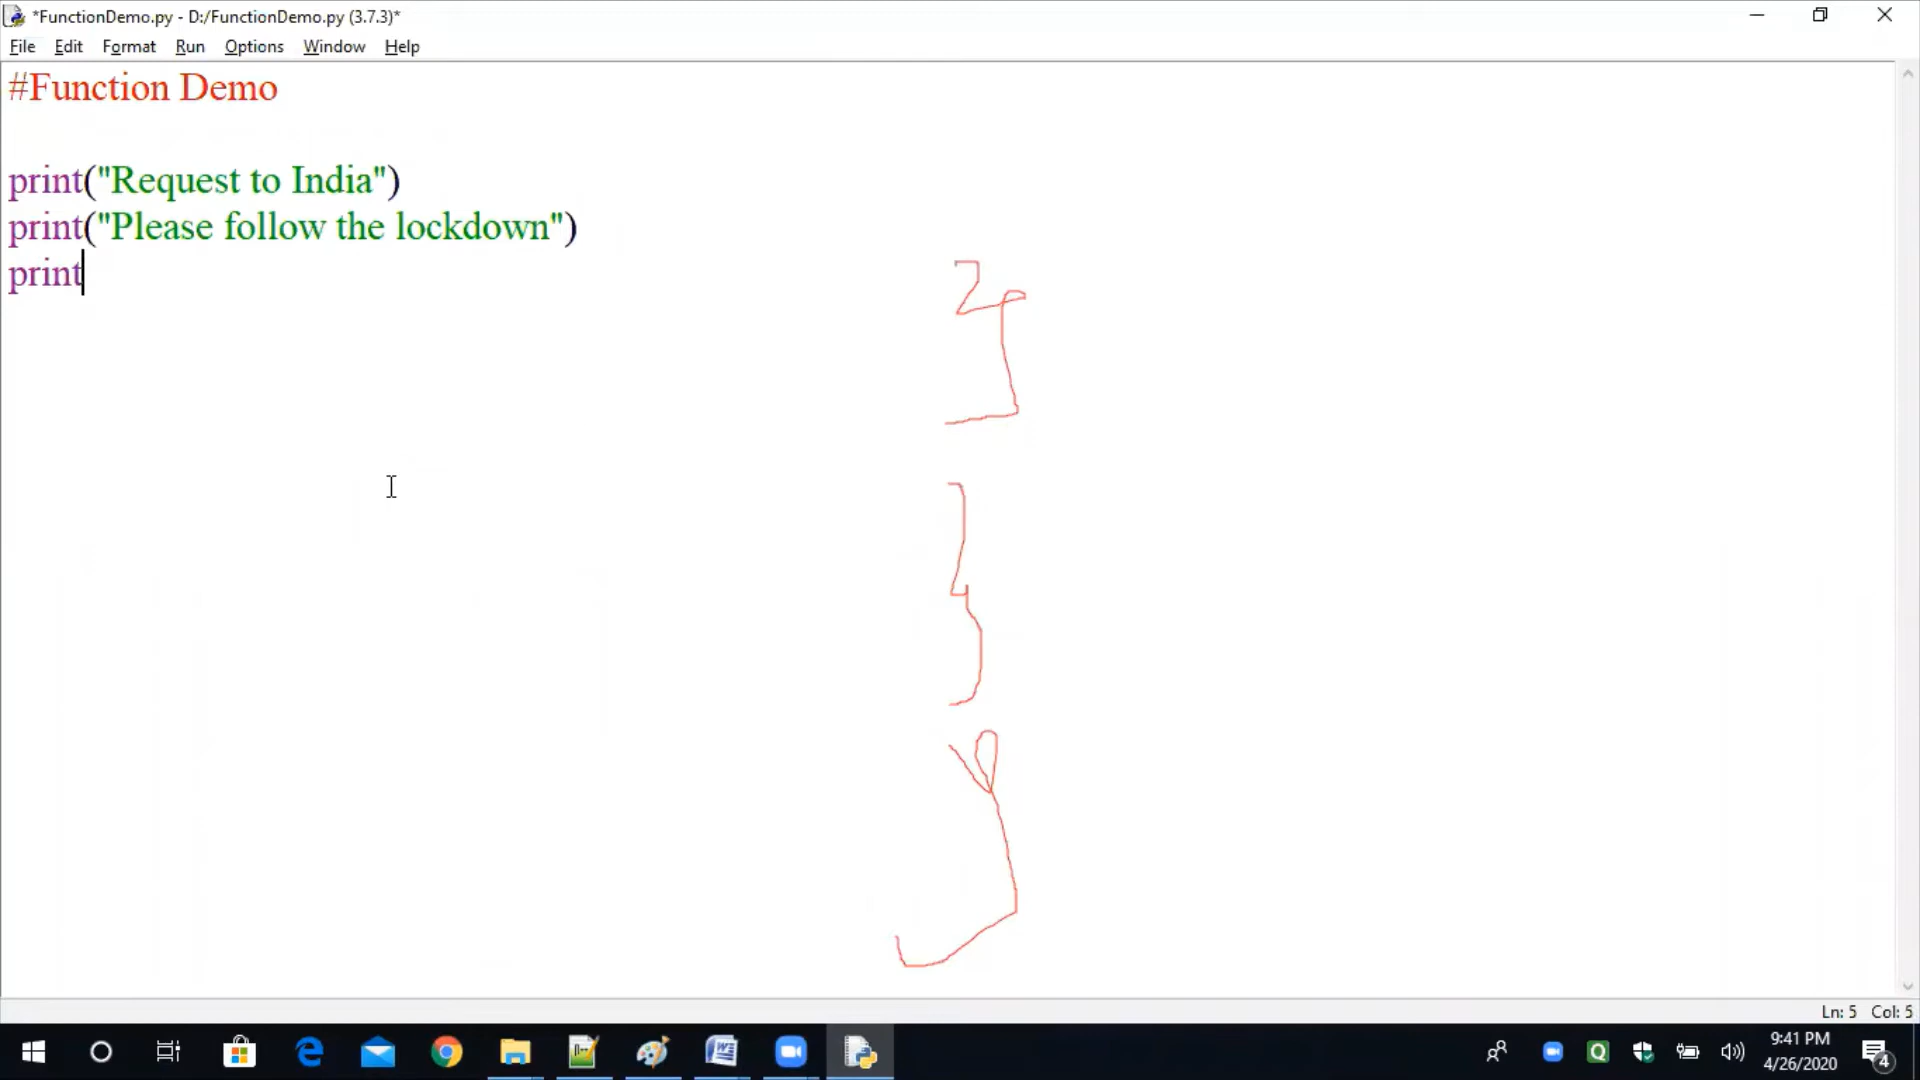 *FunctionDemo.py - D:/FunctionDemo.py (3.7.3)*
File Edit Format Run Options Window Help
#Function Demo
print("Request to India")
print("Please follow the lockdown")
print
Ln: 5 Col: 5
9:41 PM
4/26/2020
4